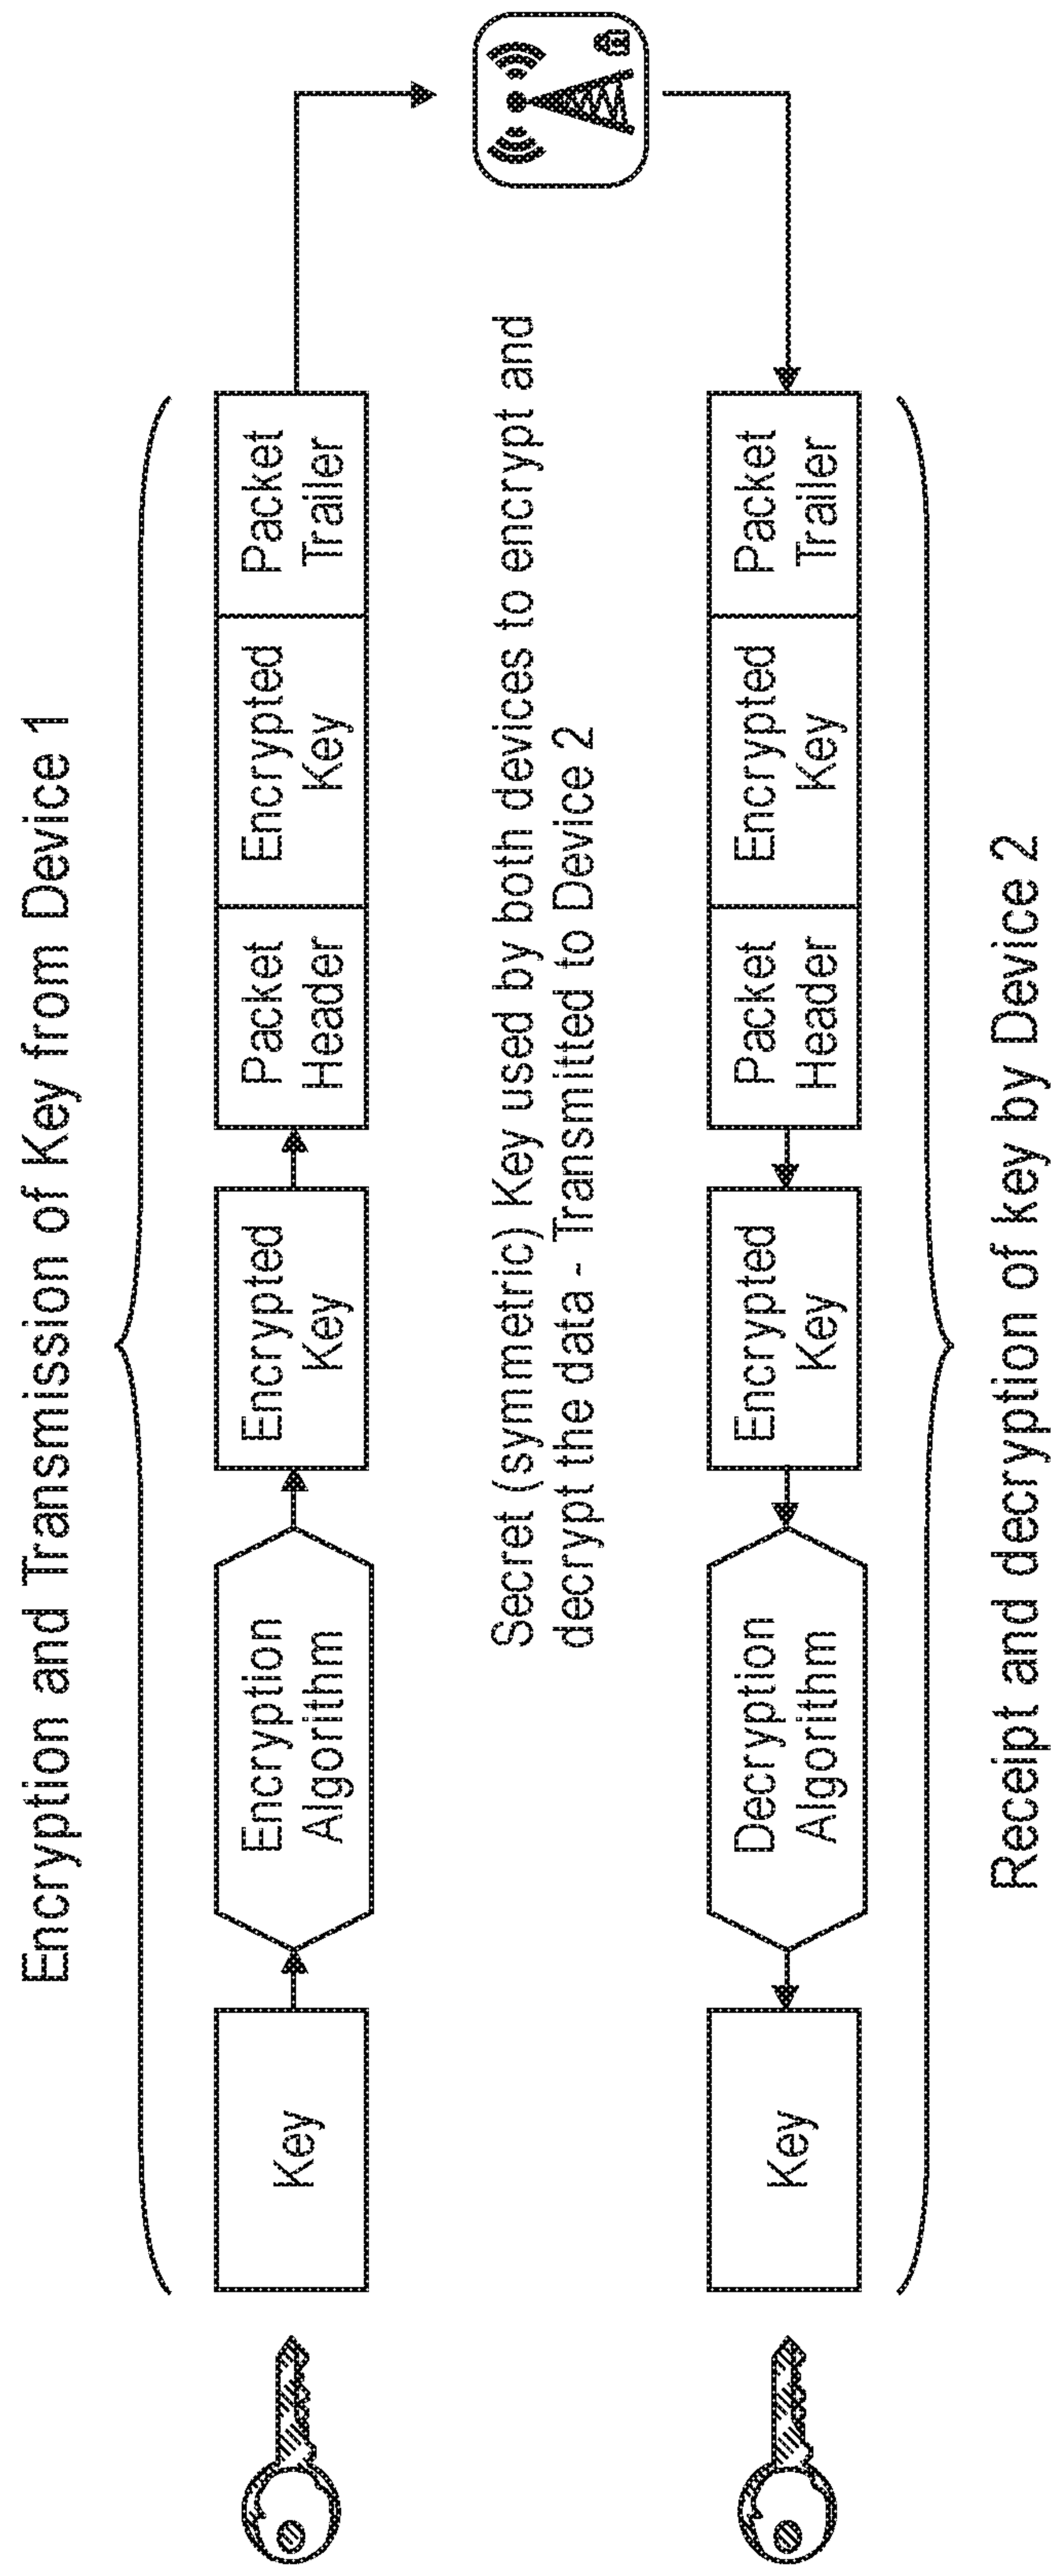 Encryption and Transmission of Key from Device 1
Key
Encryption
Algorithm
Encrypted
Key
Packet
Header
Encrypted
Key
Packet
Trailer
Secret (symmetric) Key used by both devices to encrypt and
decrypt the data - Transmitted to Device 2
Key
Decryption
Algorithm
Encrypted
Key
Packet
Header
Encrypted
Key
Packet
Trailer
Receipt and decryption of key by Device 2